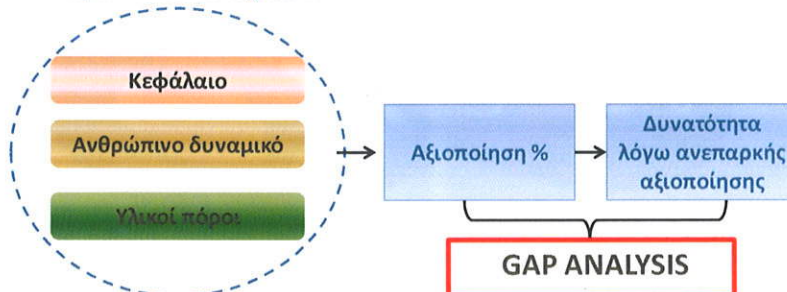 Κεφάλαιο
Ανθρώπινο δυναμικό
Υλικοί πόροι
Αξιοποίηση %
Δυνατότητα
λόγω ανεπαρκής
αξιοποίησης
GAP ANALYSIS